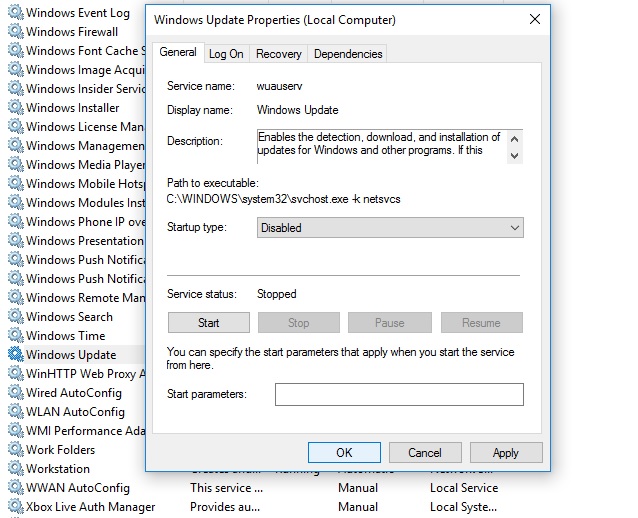 Windows Update Properties (Local Computer)
General Log On Recovery Dependencies
Service name: wuauserv
Display name: Windows Update
Description: Enables the detection, download, and installation of
updates for Windows and other programs. If this
Path to executable:
C:\WINDOWS\system32\svchost.exe -k netsvcs
Startup type: Disabled
Service status: Stopped
Start Stop Pause Resume
You can specify the start parameters that apply when you start the service
from here.
Start parameters:
OK Cancel Apply
Windows Event Log
Windows Firewall
Windows Font Cache S
Windows Image Acqui
Windows Insider Servic
Windows Installer
Windows License Man
Windows Managemen
Windows Media Player
Windows Mobile Hots
Windows Modules Inst
Windows Phone IP ove
Windows Presentation
Windows Push Notifica
Windows Push Notifica
Windows Remote Man
Windows Search
Windows Time
Windows Update
WinHTTP Web Proxy A
Wired AutoConfig
WLAN AutoConfig
WMI Performance Ada
Work Folders
Workstation
WWAN AutoConfig This service ... Manual Local Service
Xbox Live Auth Manager Provides au... Manual Local Syste...